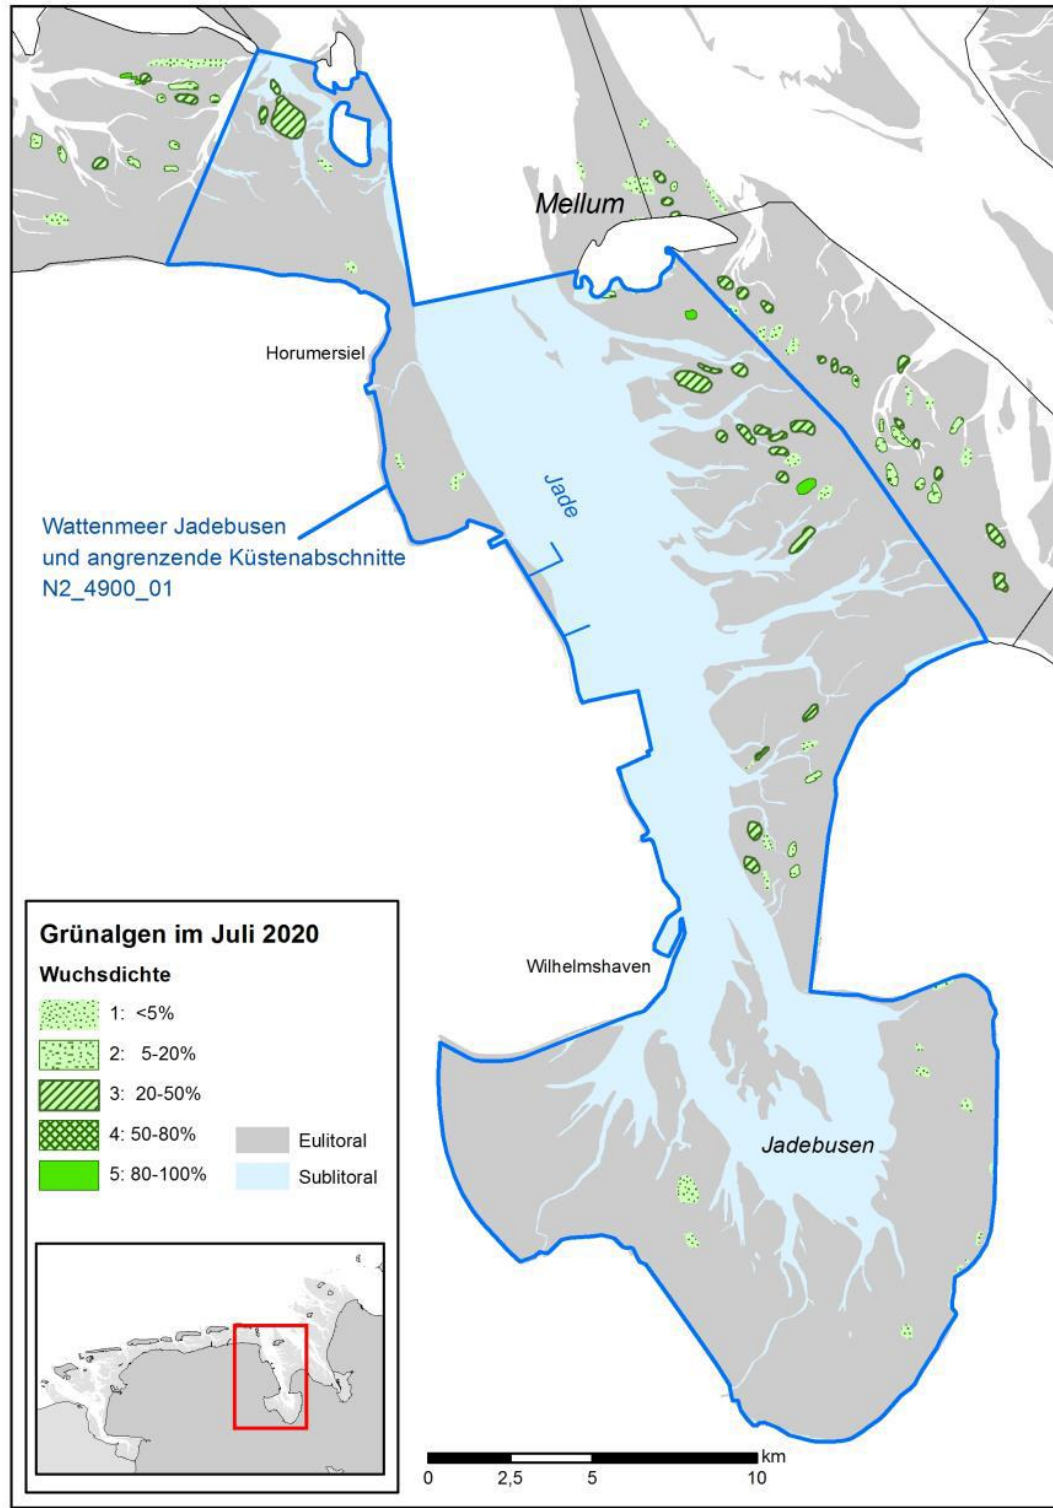 Mellum
Horumersiel
Jade
Wattenmeer Jadebusen
und angrenzende Küstenabschnitte
N2_4900_01
Wilhelmshaven
Jadebusen
Grünalgen im Juli 2020
Wuchsdichte
1: <5%
2: 5-20%
3: 20-50%
4: 50-80%
5: 80-100%
Eulitoral
Sublitoral
km
0 2,5 5 10